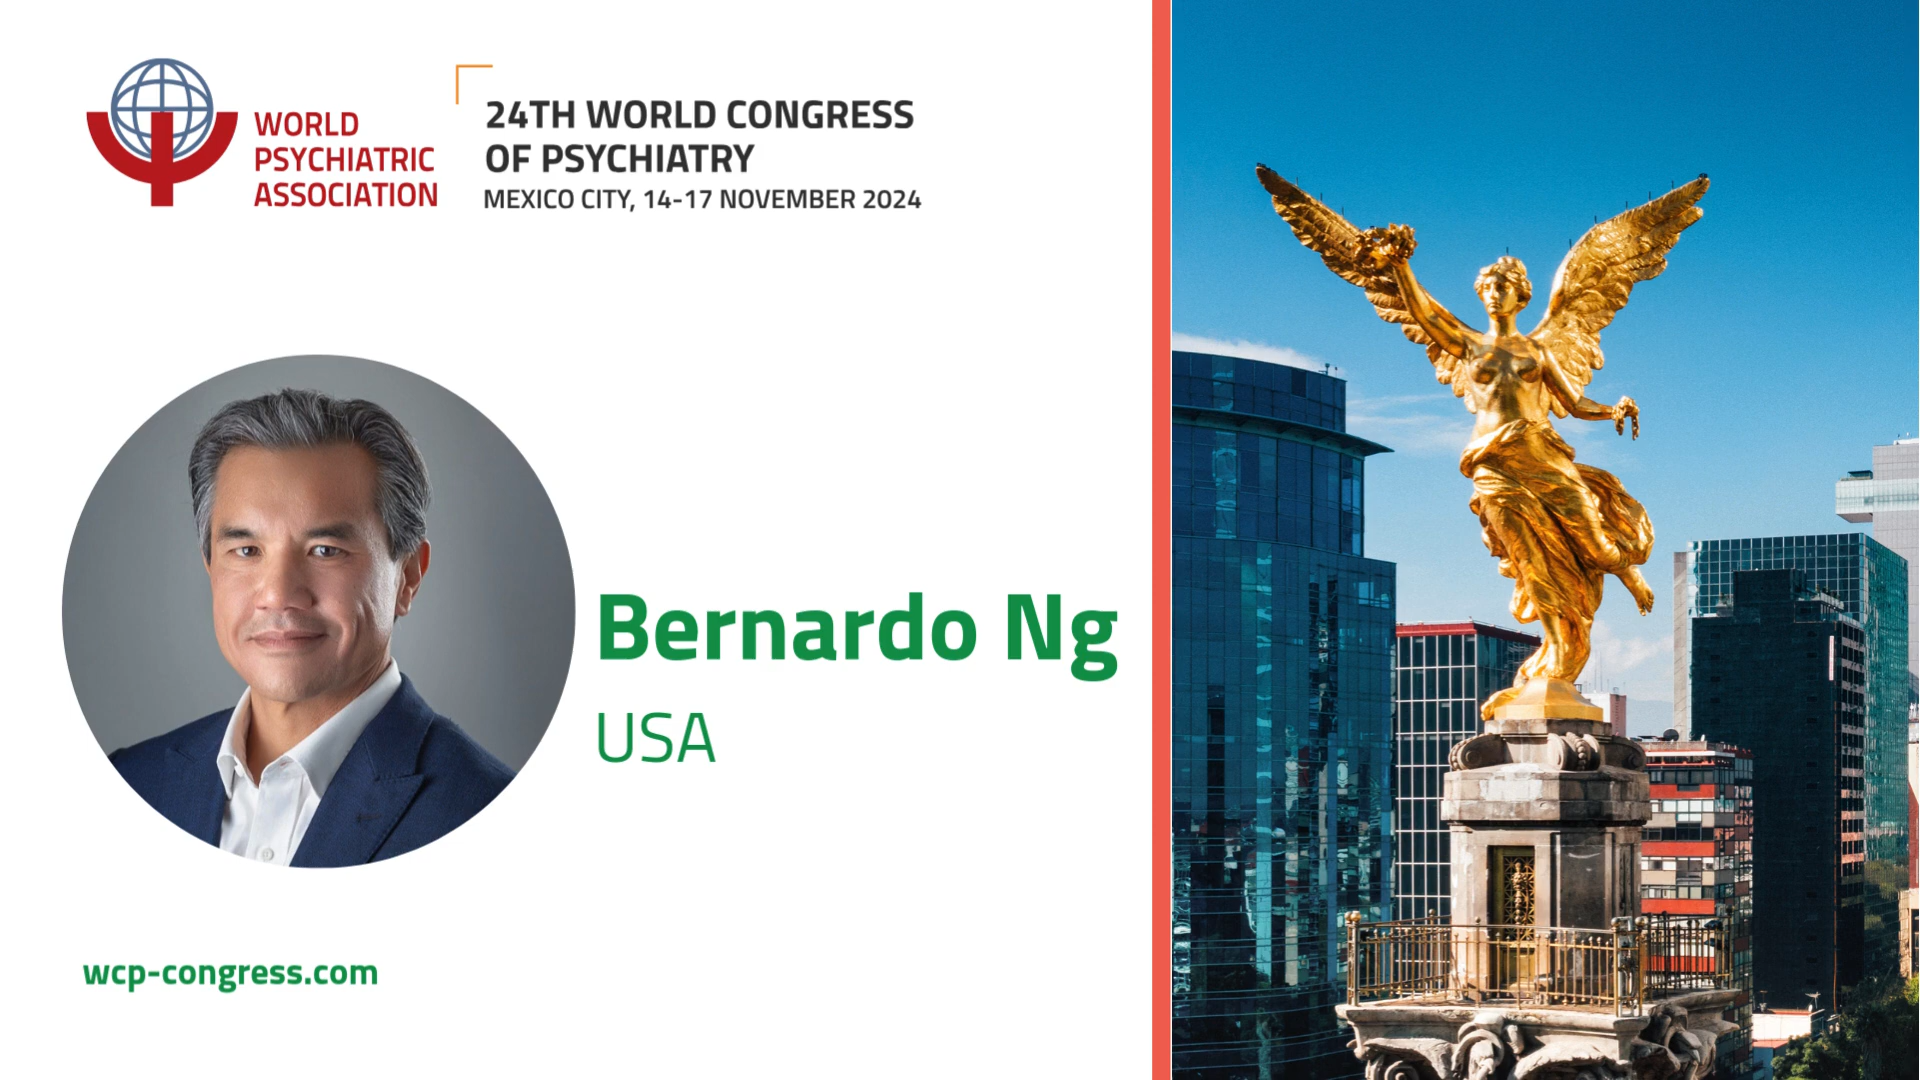 WORLD
PSYCHIATRIC
ASSOCIATION
24TH WORLD CONGRESS
OF PSYCHIATRY
MEXICO CITY, 14-17 NOVEMBER 2024
Bernardo Ng
USA
wcp-congress.com